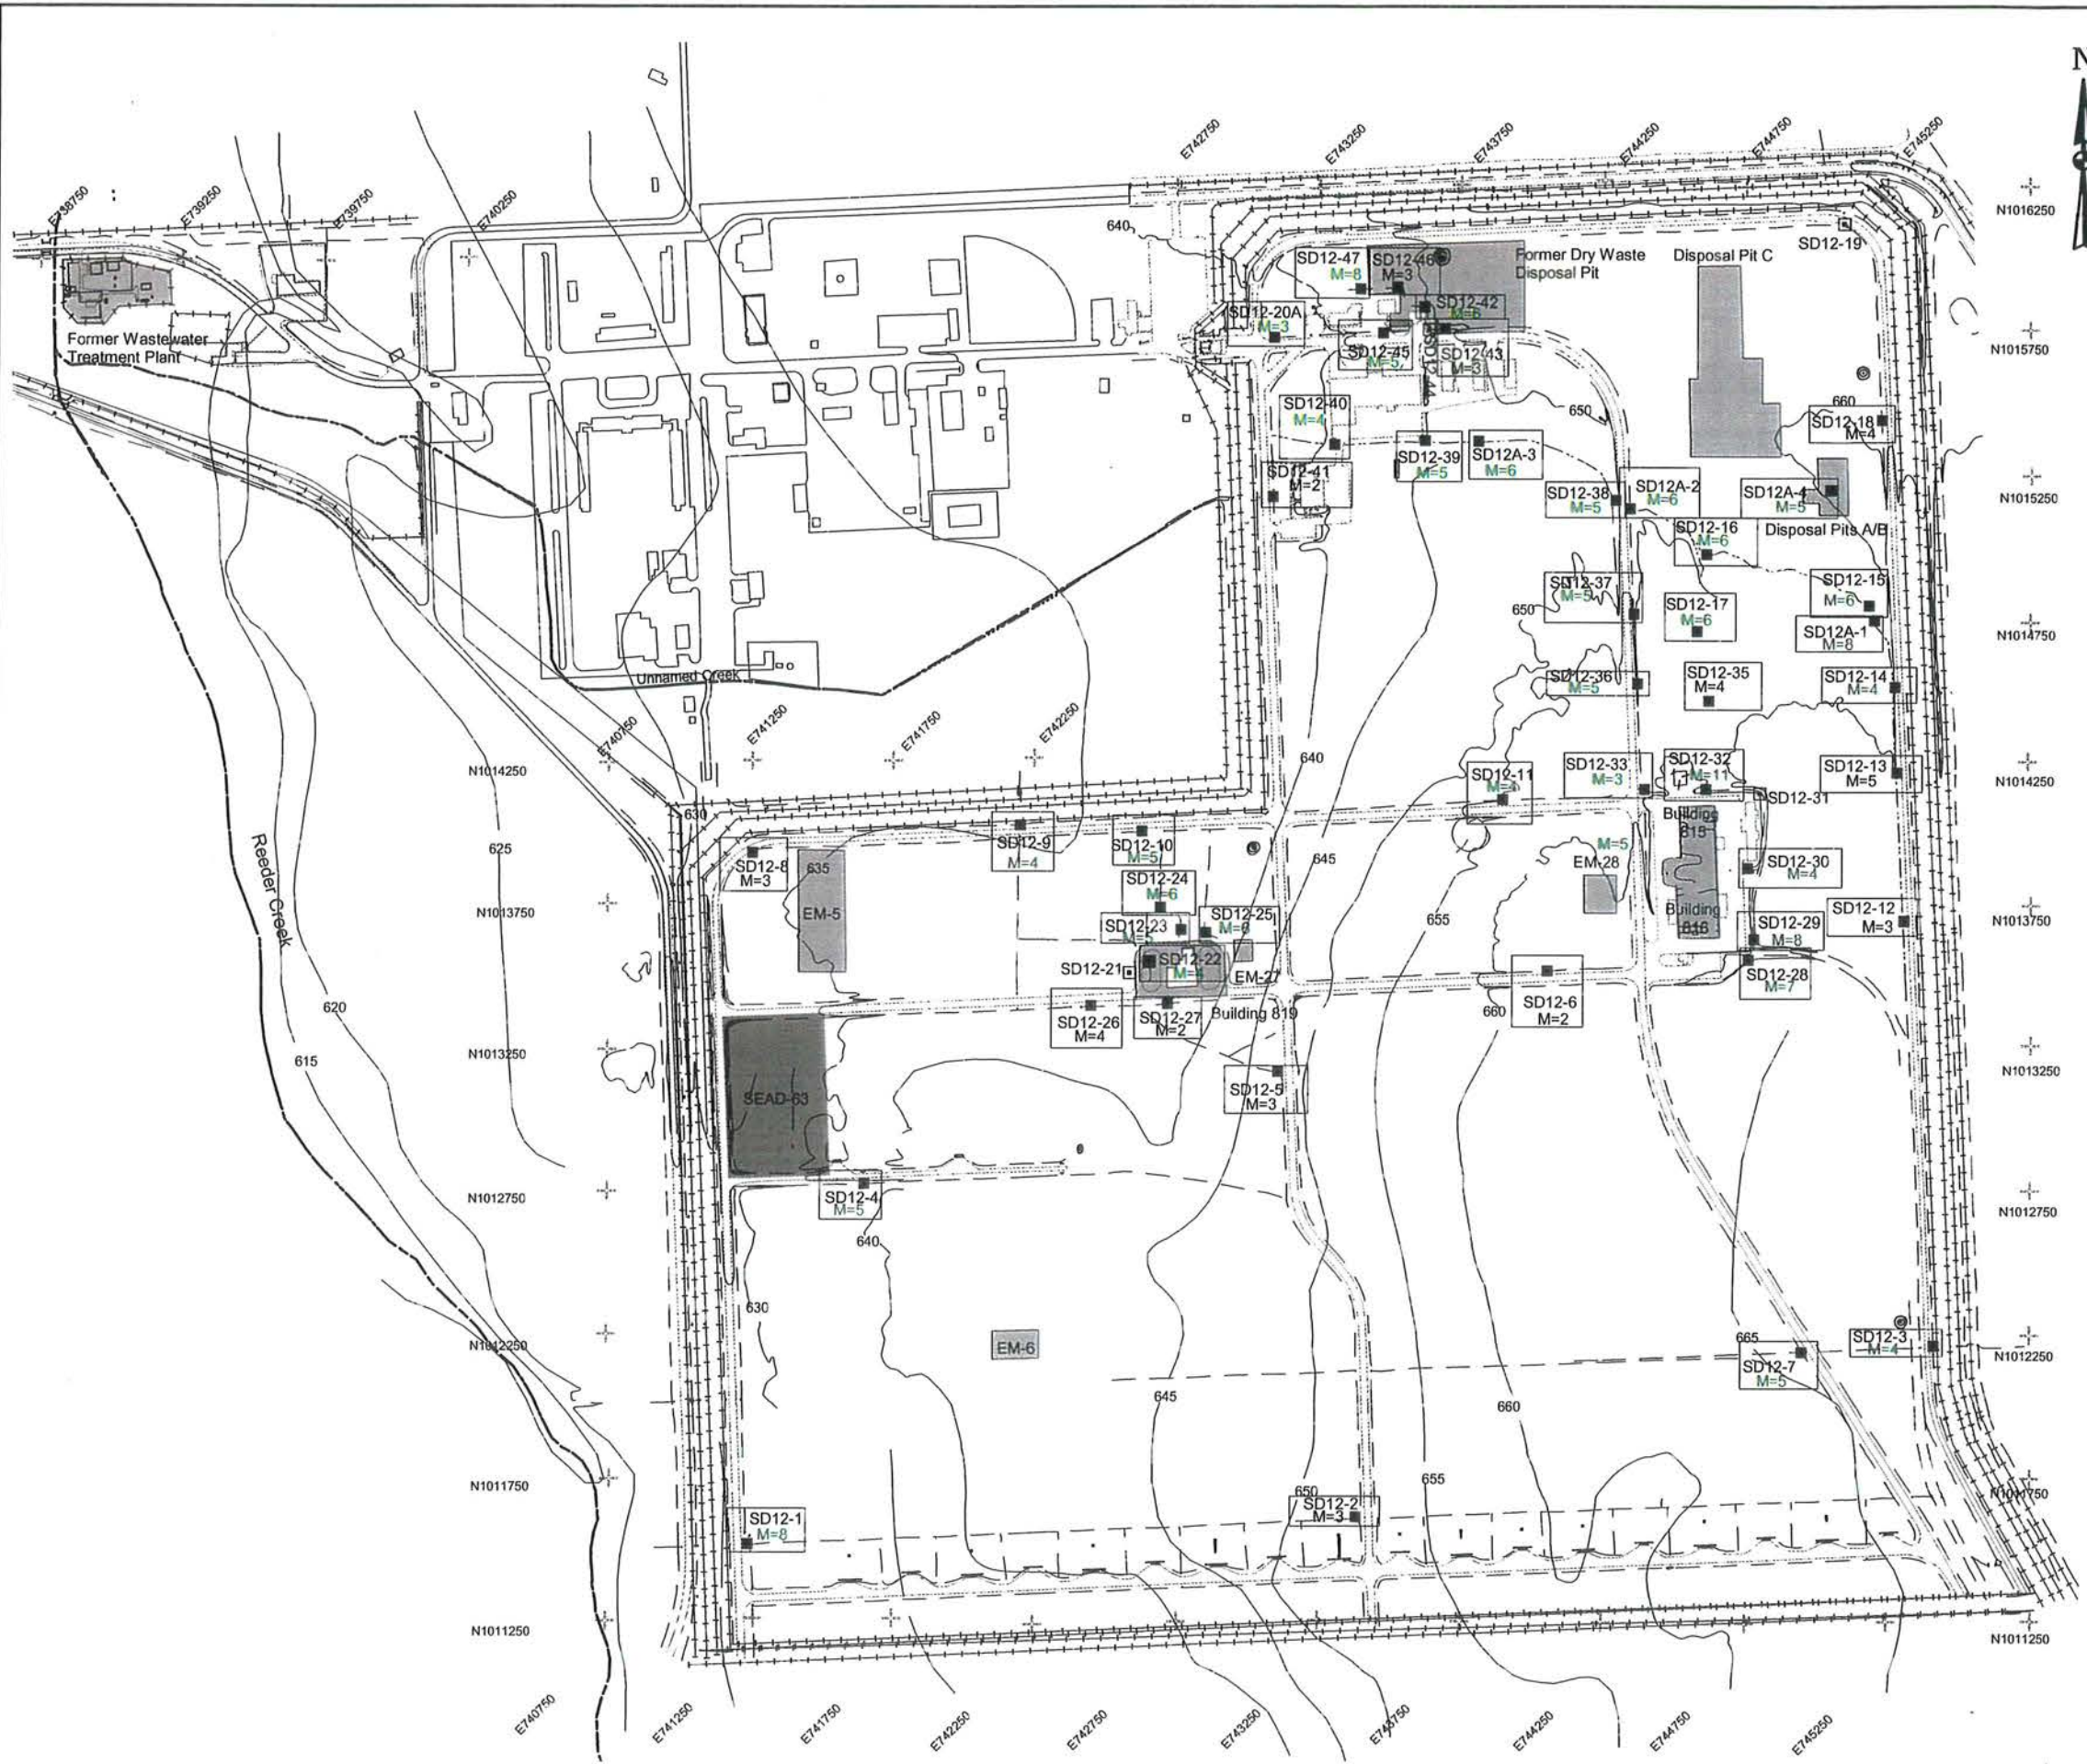 N
E738750
E739250
E739750
E740250
E742750
E743250
E743750
E744250
E744750
E745250
N1016250
640
SD12-19
SD12-47
M=8
SD12-46
M=3
Former Dry Waste
Disposal Pit
Disposal Pit C
SD12-20A
M=3
SD12-42
M=6
Former Wastewater
Treatment Plant
SD12-45
M=5
SD12-44
SD12-43
M=3
N1015750
SD12-40
M=4
650
660
SD12-18
M=4
SD12-39
M=5
SD12A-3
M=6
SD12-41
M=2
SD12-38
M=5
SD12A-2
M=6
SD12A-4
M=5
N1015250
SD12-16
M=6
Disposal Pits A/B
SD12-37
M=5
650
SD12-17
M=6
SD12-15
M=6
SD12A-1
M=8
N1014750
Unnamed Creek
SD12-36
M=5
SD12-35
M=4
SD12-14
M=4
E740750
E741250
E741750
E742250
N1014250
640
SD12-11
M=4
SD12-33
M=3
SD12-32
M=11
SD12-13
M=5
N1014250
SD12-31
630
Reeder Creek
625
SD12-8
M=3
635
SD12-9
M=4
SD12-10
M=5
645
M=5
EM-28
Building
815
SD12-30
M=4
SD12-24
M=6
N1013750
EM-5
SD12-23
M=5
SD12-25
M=6
655
Building
816
SD12-29
M=8
SD12-12
M=3
N1013750
SD12-21
SD12-22
M=4
EM-27
SD12-28
M=7
620
SD12-26
M=4
SD12-27
M=2
Building 819
660
SD12-6
M=2
615
N1013250
N1013250
SEAD-63
SD12-5
M=3
N1012750
SD12-4
M=5
N1012750
640
630
N1012250
EM-6
665
SD12-7
M=5
SD12-3
M=4
N1012250
645
660
N1011750
655
650
SD12-2
M=3
N1011750
SD12-1
M=8
N1011250
N1011250
E740750
E741250
E741750
E742250
E742750
E743250
E743750
E744250
E744750
E745250